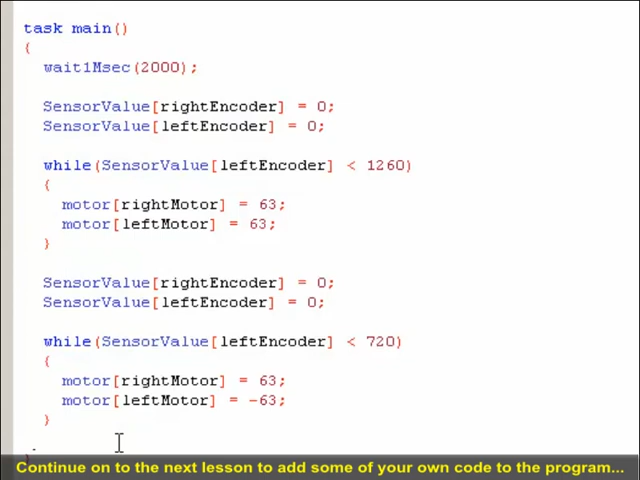 task main()
{
wait1Msec(2000);
SensorValue[rightEncoder] = 0;
SensorValue[leftEncoder] = 0;
while(SensorValue[leftEncoder] < 1260)
{
motor[rightMotor] = 63;
motor[leftMotor] = 63;
}
SensorValue[rightEncoder] = 0;
SensorValue[leftEncoder] = 0;
while(SensorValue[leftEncoder] < 720)
{
motor[rightMotor] = 63;
motor[leftMotor] = -63;
}
Continue on to the next lesson to add some of your own code to the program...